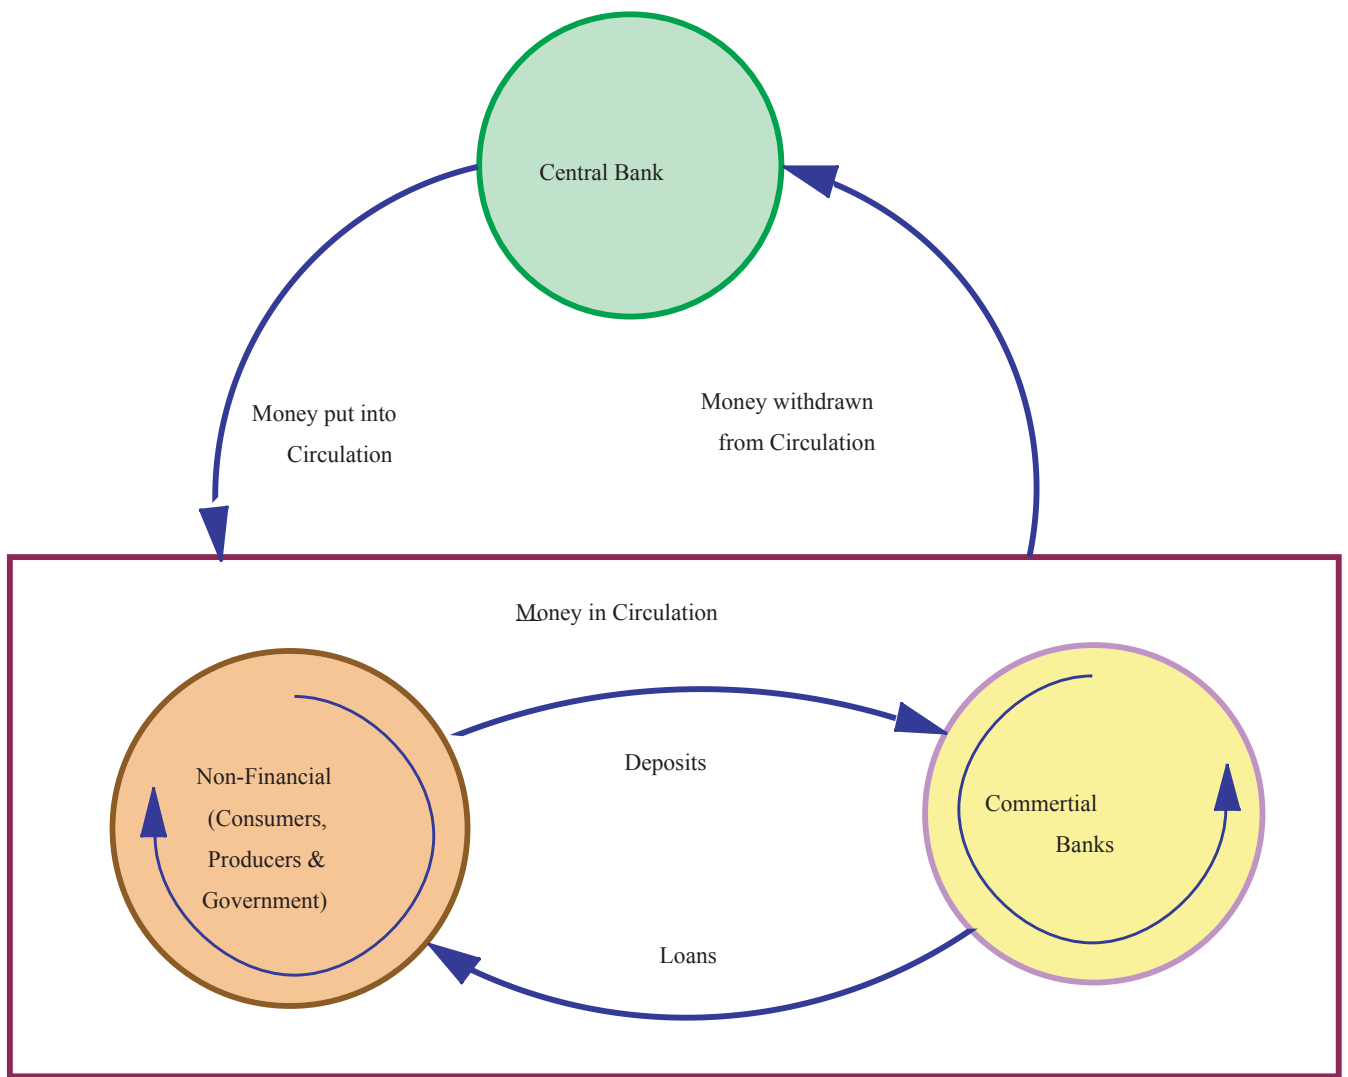 Central Bank
Money put into
Circulation
Money withdrawn
from Circulation
Money in Circulation
Deposits
Non-Financial
(Consumers,
Producers &
Government)
Commertial
Banks
Loans